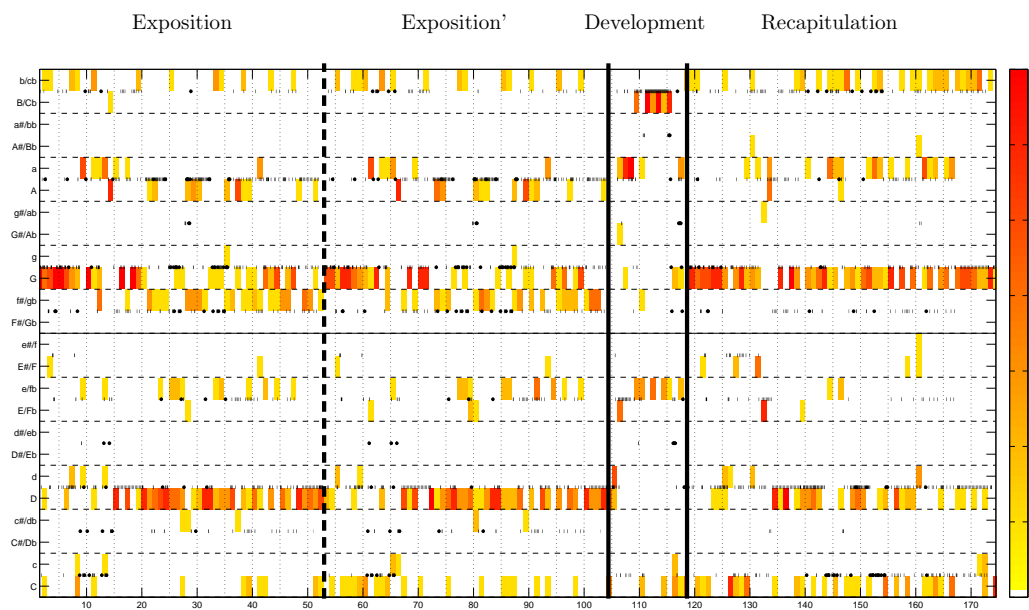 Exposition Exposition’ Development Recapitulation
b/cb
B/Cb
a#/bb
A#/Bb
a
A
g#/ab
G#/Ab
g
G
f#/gb
F#/Gb
e#/f
E#/F
e/fb
E/Fb
d#/eb
D#/Eb
d
D
c#/db
C#/Db
c
C
10 20 30 40 50 60 70 80 90 100 110 120 130 140 150 160 170